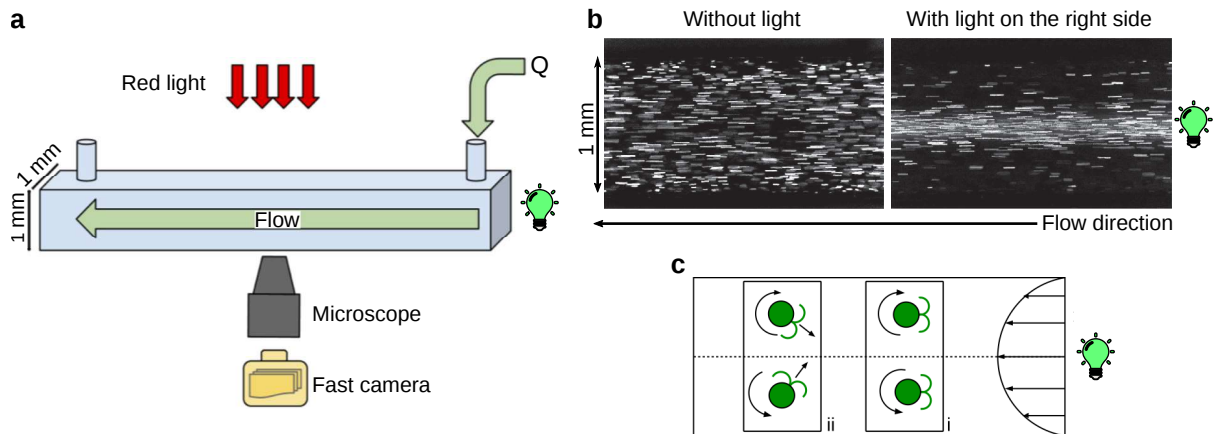 a
Red light
Q
1 mm
1 mm
Flow
Microscope
Fast camera
b
Without light
With light on the right side
1 mm
Flow direction
c
ii
i